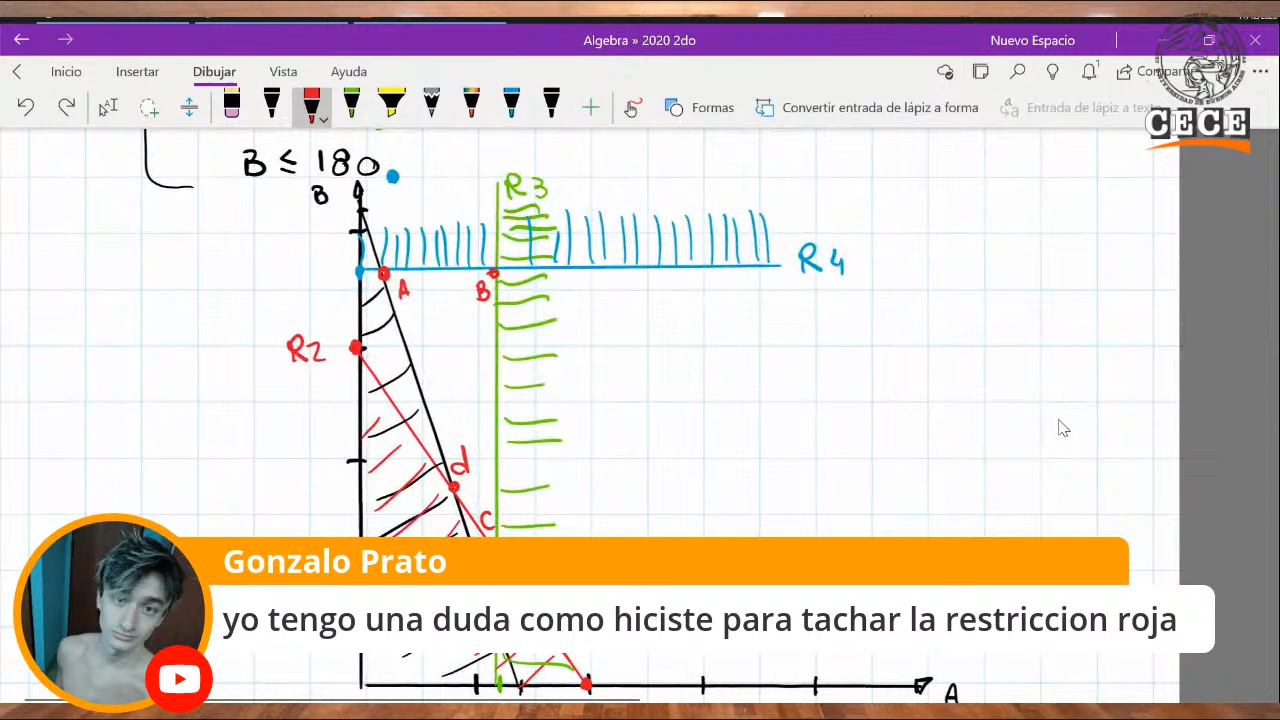 Algebra » 2020 2do
Nuevo Espacio
Inicio
Insertar
Dibujar
Vista
Ayuda
Formas
Convertir entrada de lápiz a forma
Entrada de lápiz a texto
CECE
B ≤ 180
B
R3
R4
A
B
R2
d
C
A
Gonzalo Prato
yo tengo una duda como hiciste para tachar la restriccion roja